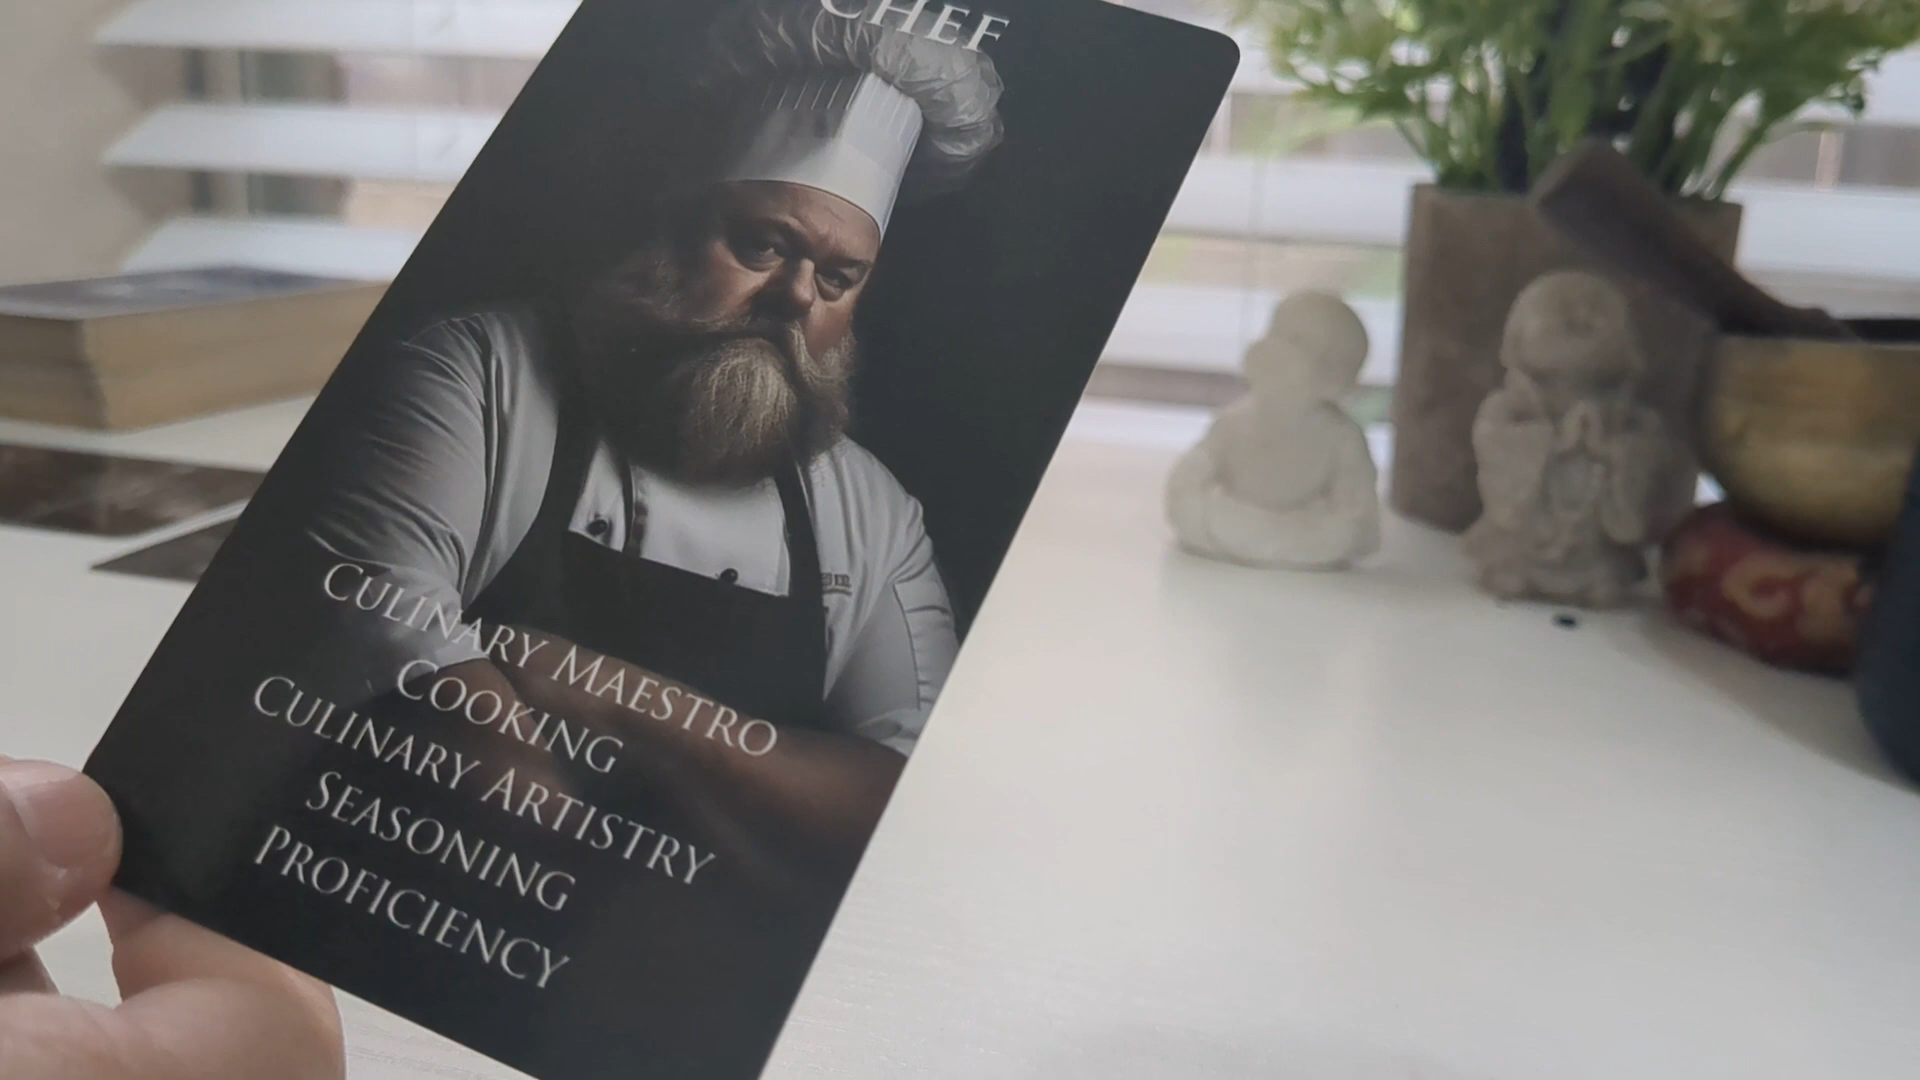 CHEF
CULINARY MAESTRO
COOKING
CULINARY ARTISTRY
SEASONING
PROFICIENCY